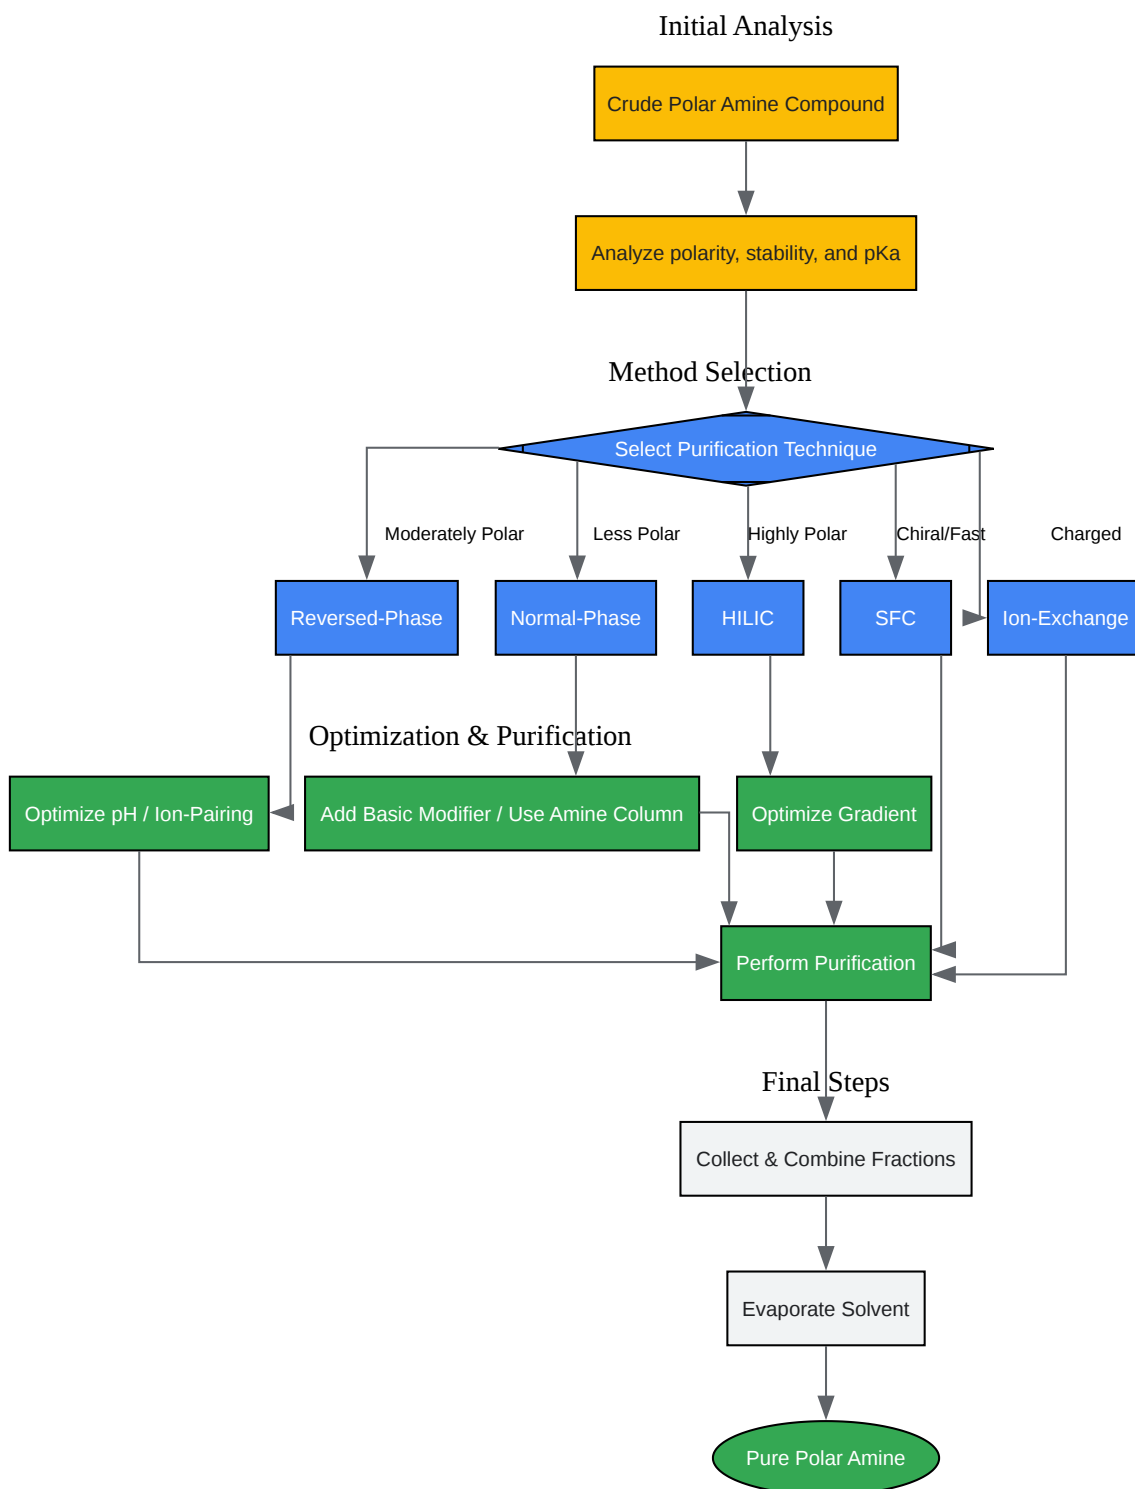 Initial Analysis
Crude Polar Amine Compound
Analyze polarity, stability, and pKa
Method Selection
Select Purification Technique
Moderately Polar
Less Polar
Highly Polar
Chiral/Fast
Charged
Reversed-Phase
Normal-Phase
HILIC
SFC
Ion-Exchange
Optimization & Purification
Optimize pH / Ion-Pairing
Add Basic Modifier / Use Amine Column
Optimize Gradient
Perform Purification
Final Steps
Collect & Combine Fractions
Evaporate Solvent
Pure Polar Amine